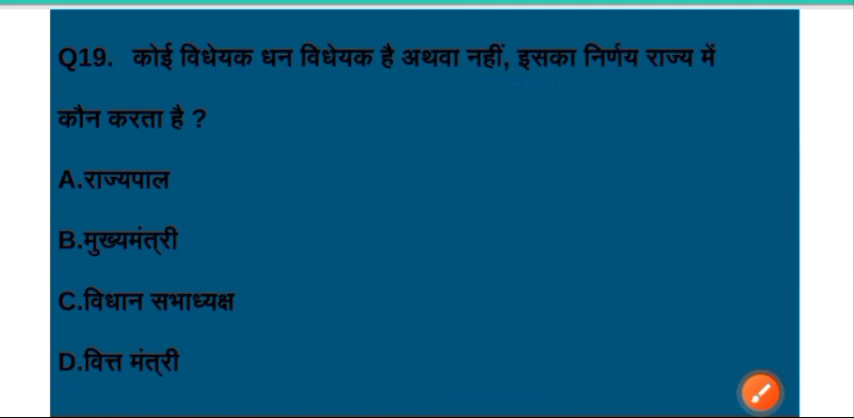 Q19. कोई विधेयक धन विधेयक है अथवा नहीं, इसका निर्णय राज्य में
कौन करता है ?
A.राज्यपाल
B.मुख्यमंत्री
C.विधान सभाध्यक्ष
D.वित्त मंत्री